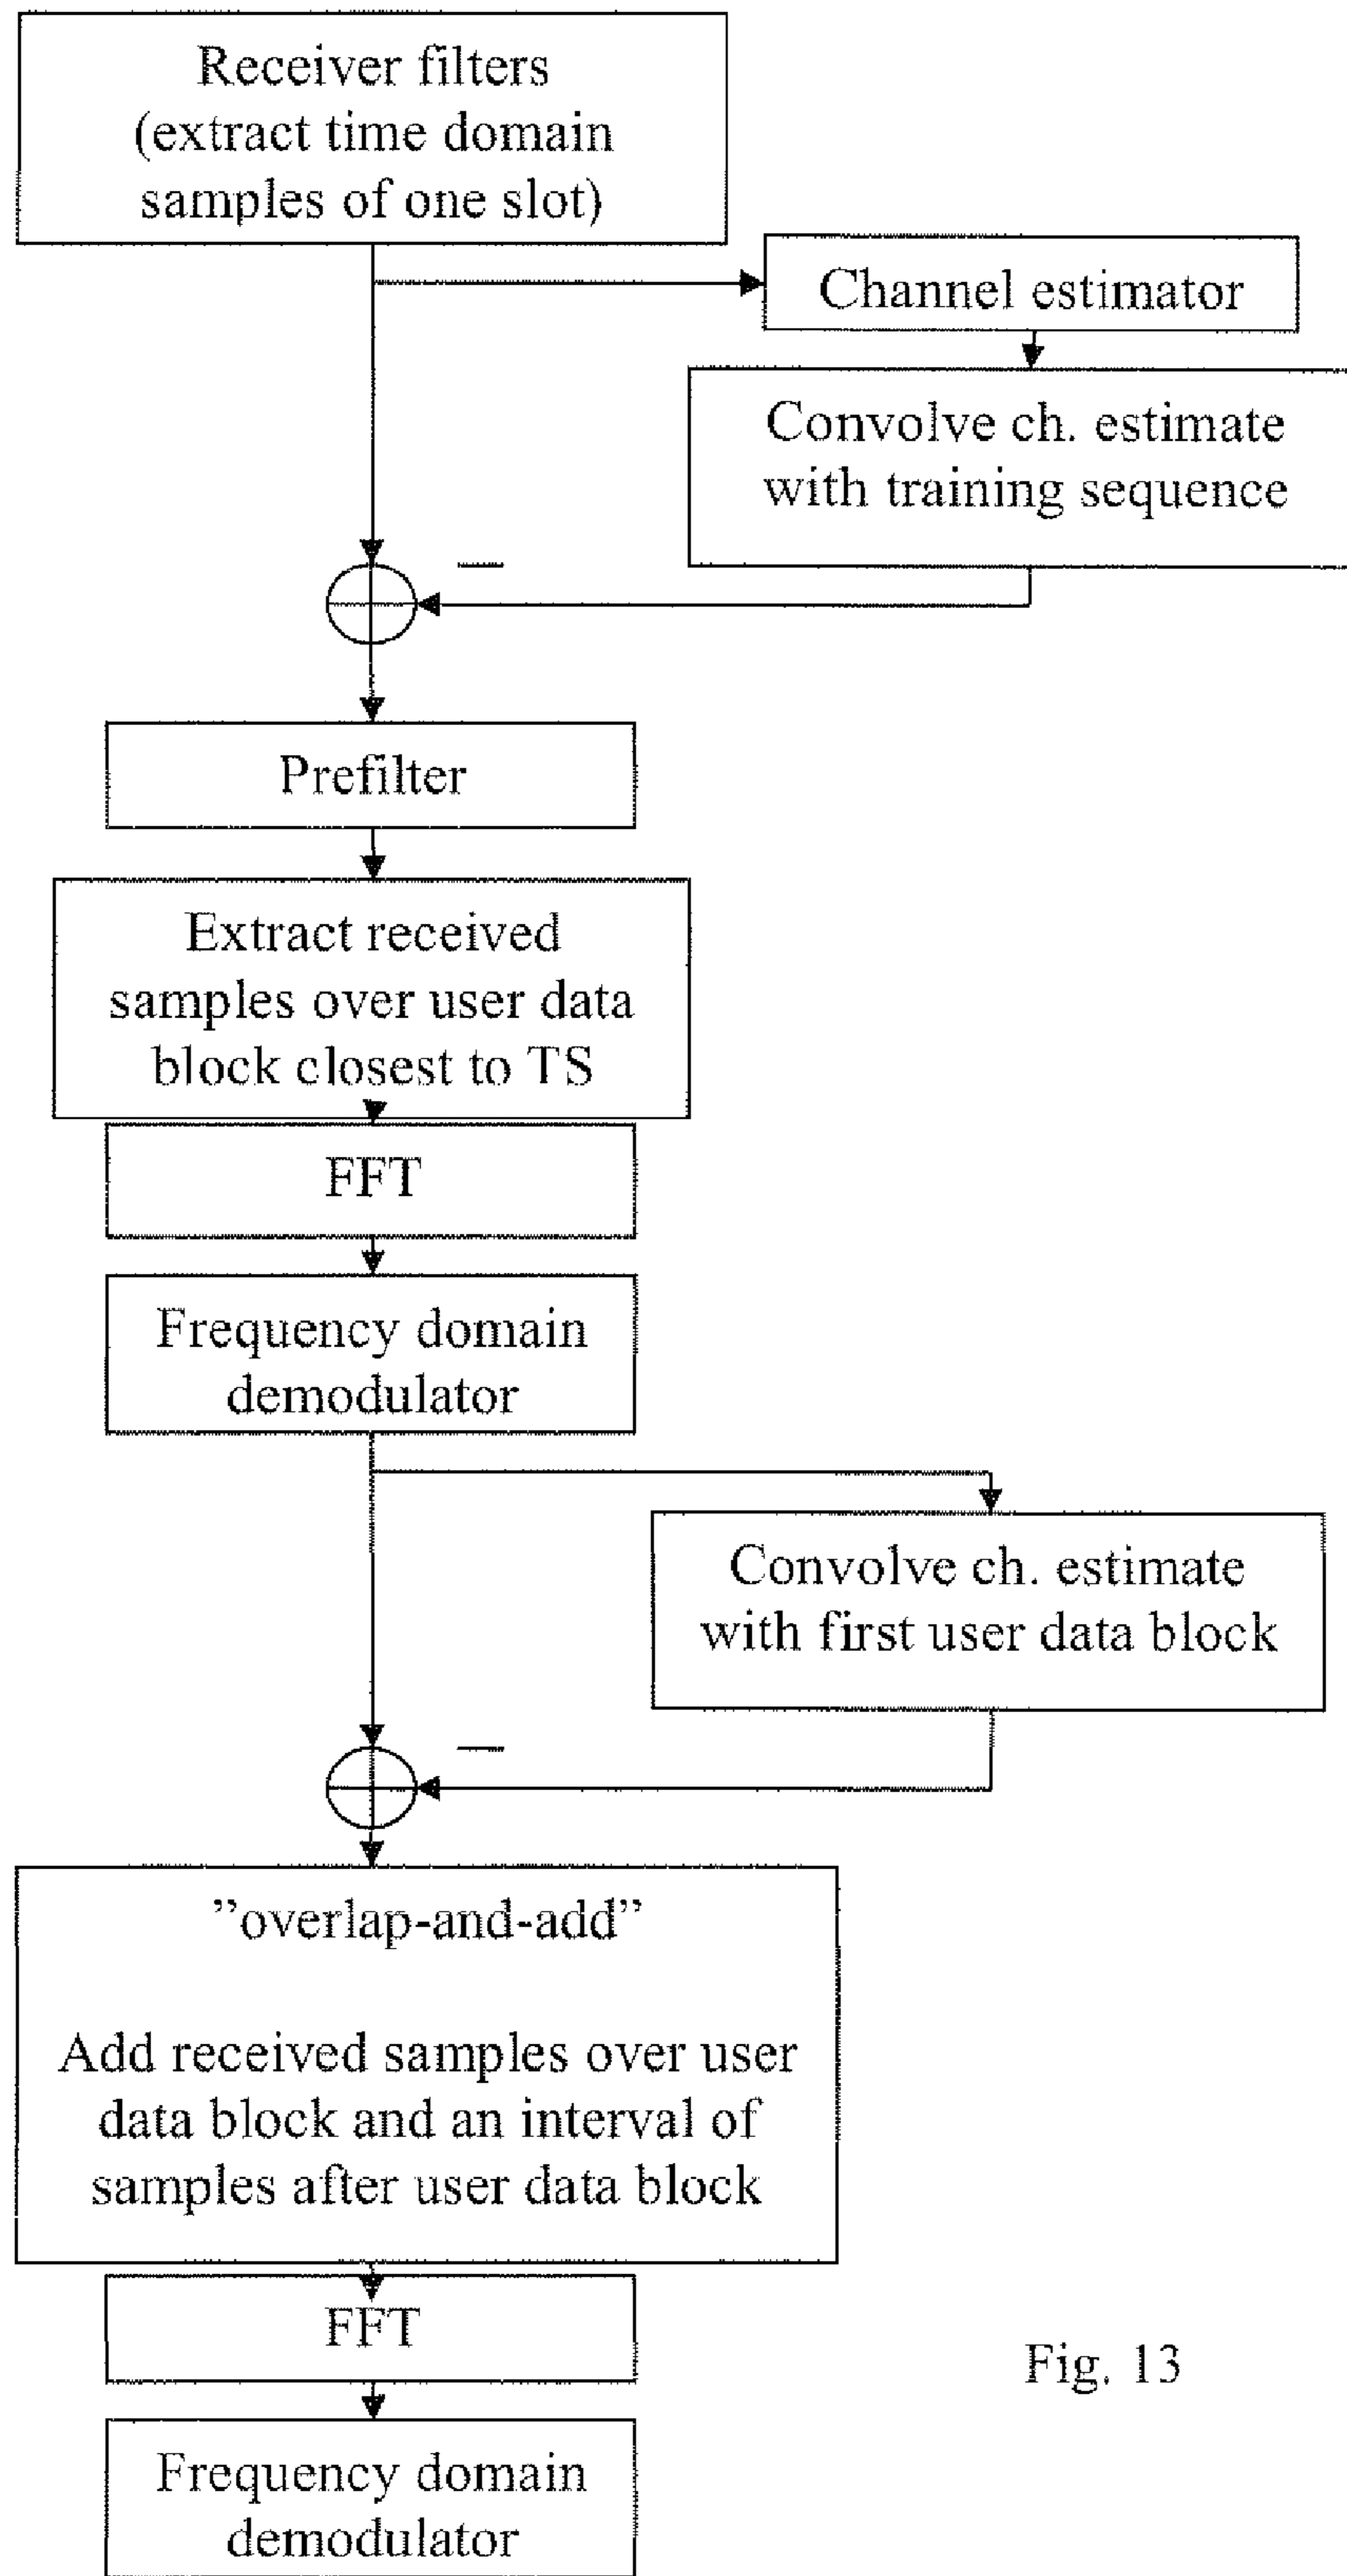 Receiver filters
(extract time domain
samples of one slot)
Channel estimator
Convolve ch. estimate
with training sequence
—
Prefilter
Extract received
samples over user data
block closest to TS
FFT
Frequency domain
demodulator
Convolve ch. estimate
with first user data block
—
”overlap-and-add”
Add received samples over user
data block and an interval of
samples after user data block
FFT
Fig. 13
Frequency domain
demodulator